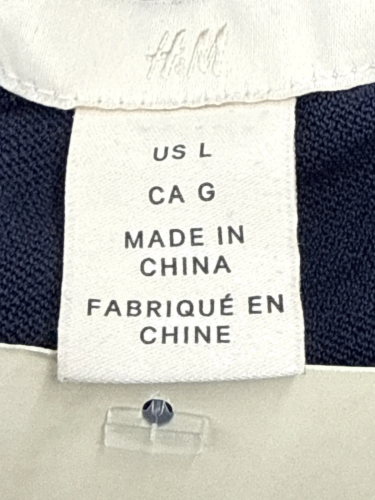 H&M
US L
CA G
MADE IN
CHINA
FABRIQUÉ EN
CHINE